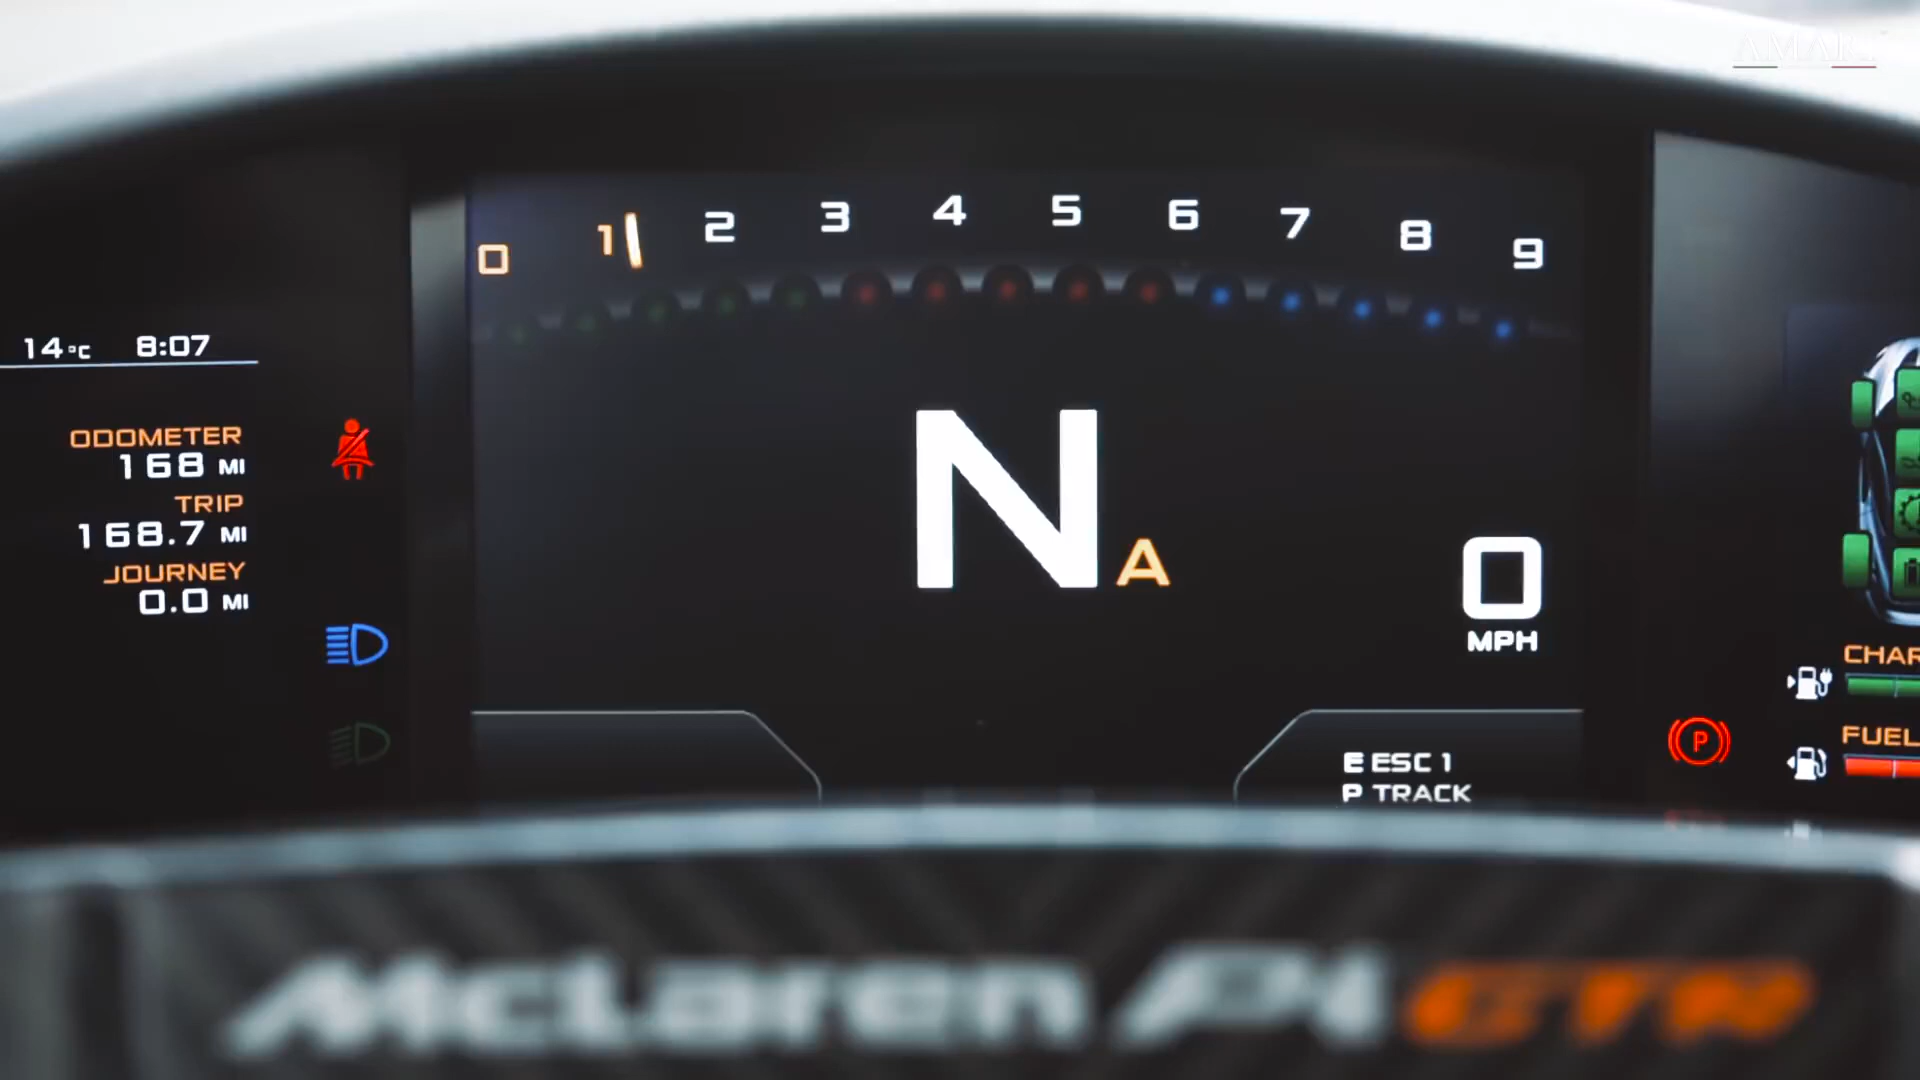 AMARI
0 1 2 3 4 5 6 7 8 9
14°C 8:07
ODOMETER
168 MI
TRIP
168.7 MI
JOURNEY
0.0 MI
N A
0
MPH
E ESC 1
P TRACK
P
CHAR
FUEL
McLaren P1 GTR